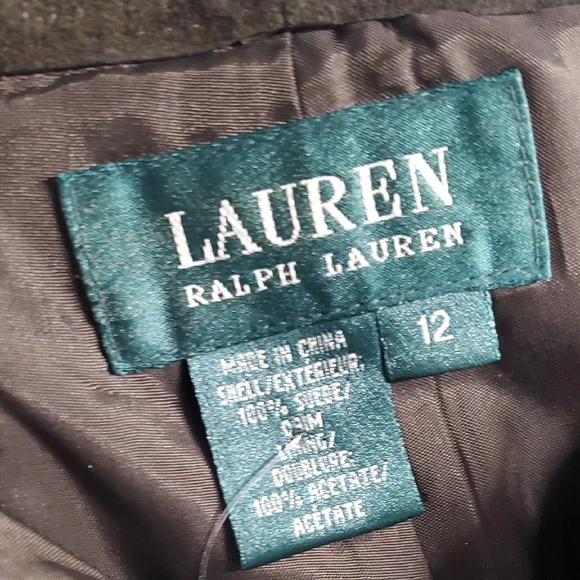 LAUREN
RALPH LAUREN
12
MADE IN CHINA
SHELL/EXTERIEUR:
100% SUEDE/
DAIM
LINING/
DOUBLURE:
100% ACETATE/
ACÉTATE